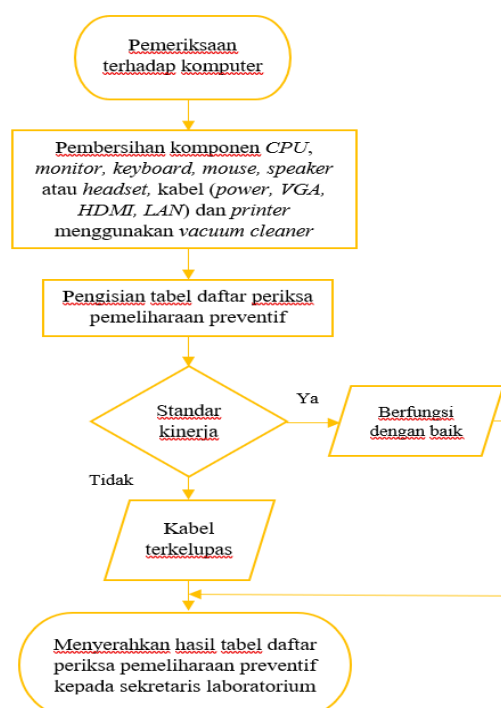 Pemeriksaan
terhadap komputer
Pembersihan komponen CPU,
monitor, keyboard, mouse, speaker
atau headset, kabel (power, VGA,
HDMI, LAN) dan printer
menggunakan vacuum cleaner
Pengisian tabel daftar periksa
pemeliharaan preventif
Standar
kinerja
Ya
Berfungsi
dengan baik
Tidak
Kabel
terkelupas
Menyerahkan hasil tabel daftar
periksa pemeliharaan preventif
kepada sekretaris laboratorium